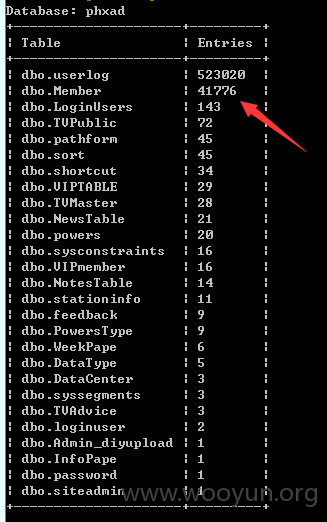 Database: phxad
Table Entries
dbo.userlog 523020
dbo.Member 41776
dbo.LoginUsers 143
dbo.TVPublic 72
dbo.pathform 45
dbo.sort 45
dbo.shortcut 34
dbo.VIPTABLE 29
dbo.TVMaster 28
dbo.NewsTable 21
dbo.powers 20
dbo.sysconstraints 16
dbo.VIPmember 16
dbo.NotesTable 14
dbo.stationinfo 11
dbo.feedback 9
dbo.PowersType 9
dbo.WeekPape 6
dbo.DataType 5
dbo.DataCenter 3
dbo.syssegments 3
dbo.TVAdvice 3
dbo.loginuser 2
dbo.Admin_diyupload 1
dbo.InfoPape 1
dbo.password 1
dbo.siteadmin 1
www.wooyun.org